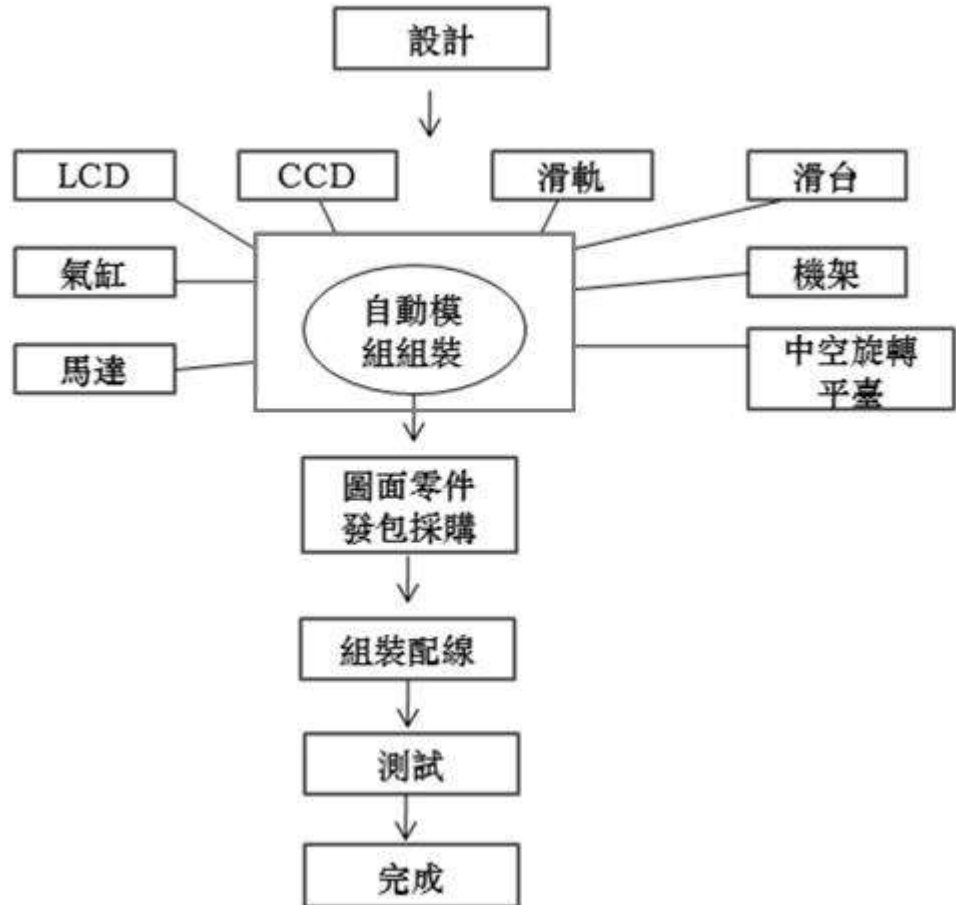 設計
LCD
CCD
滑軌
滑台
氣缸
機架
自動模
組組裝
馬達
中空旋轉
平臺
圖面零件
發包採購
組裝配線
測試
完成